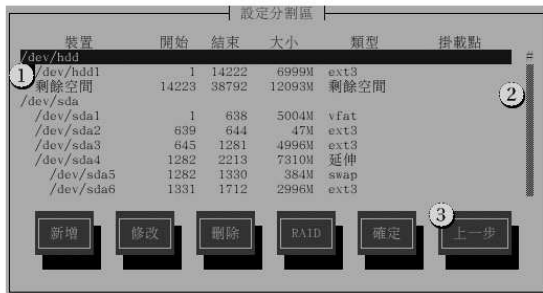 設定分割區
裝置 開始 結束 大小 類型 掛載點
/dev/hdd #
/dev/hdd1 1 14222 6999M ext3
1 剩餘空間 14223 38792 12093M 剩餘空間 2
/dev/sda
/dev/sda1 1 638 5004M vfat
/dev/sda2 639 644 47M ext3
/dev/sda3 645 1281 4996M ext3
/dev/sda4 1282 2213 7310M 延伸
/dev/sda5 1282 1330 384M swap
/dev/sda6 1331 1712 2996M ext3
3
新增 修改 刪除 RAID 確定 上一步